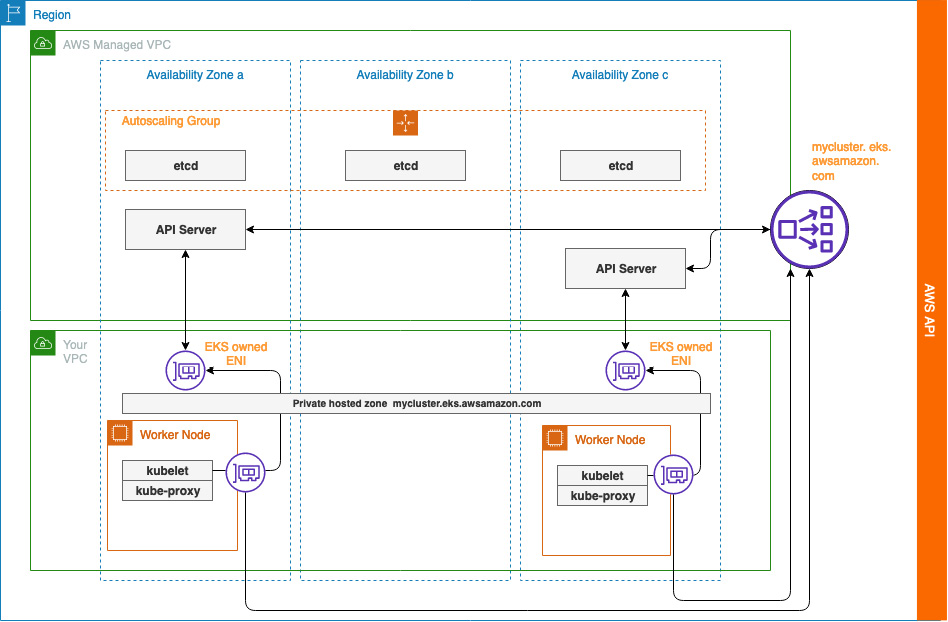 Region
AWS Managed VPC
Availability Zone a
Availability Zone b
Availability Zone c
Autoscaling Group
etcd
etcd
etcd
mycluster. eks.
awsamazon.
com
API Server
API Server
AWS API
Your
VPC
EKS owned
ENI
EKS owned
ENI
Private hosted zone mycluster.eks.awsamazon.com
Worker Node
kubelet
kube-proxy
Worker Node
kubelet
kube-proxy